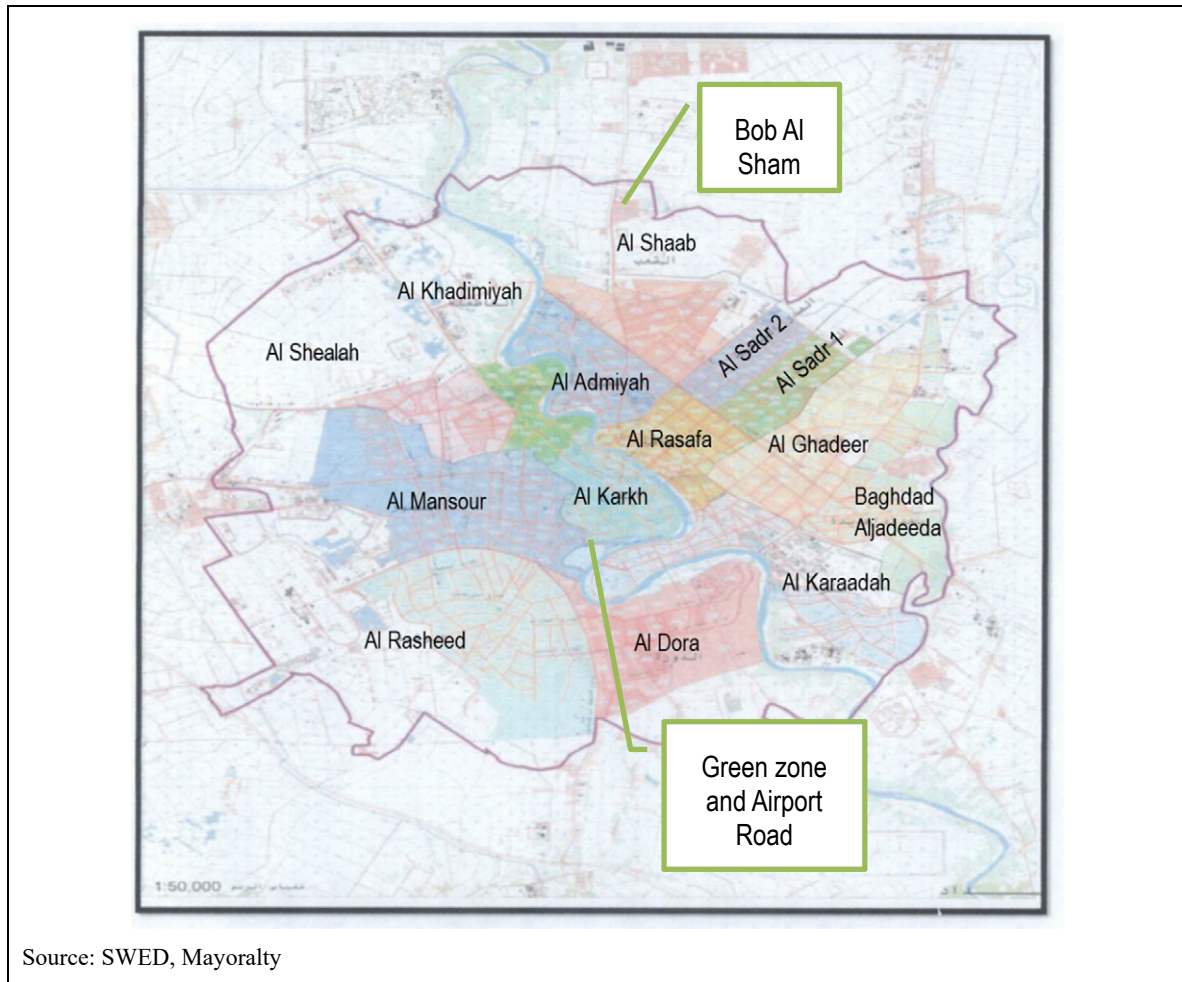 Bob Al
Sham
Al Shaab
الشعب
Al Khadimiyah
Al Sadr 2
Al Shealah
Al Sadr 1
Al Admiyah
Al Rasafa
Al Ghadeer
Al Mansour
Al Karkh
Baghdad
Aljadeeda
Al Karaadah
Al Rasheed
Al Dora
الدورة
Green zone
and Airport
Road
1:50,000
Source: SWED, Mayoralty